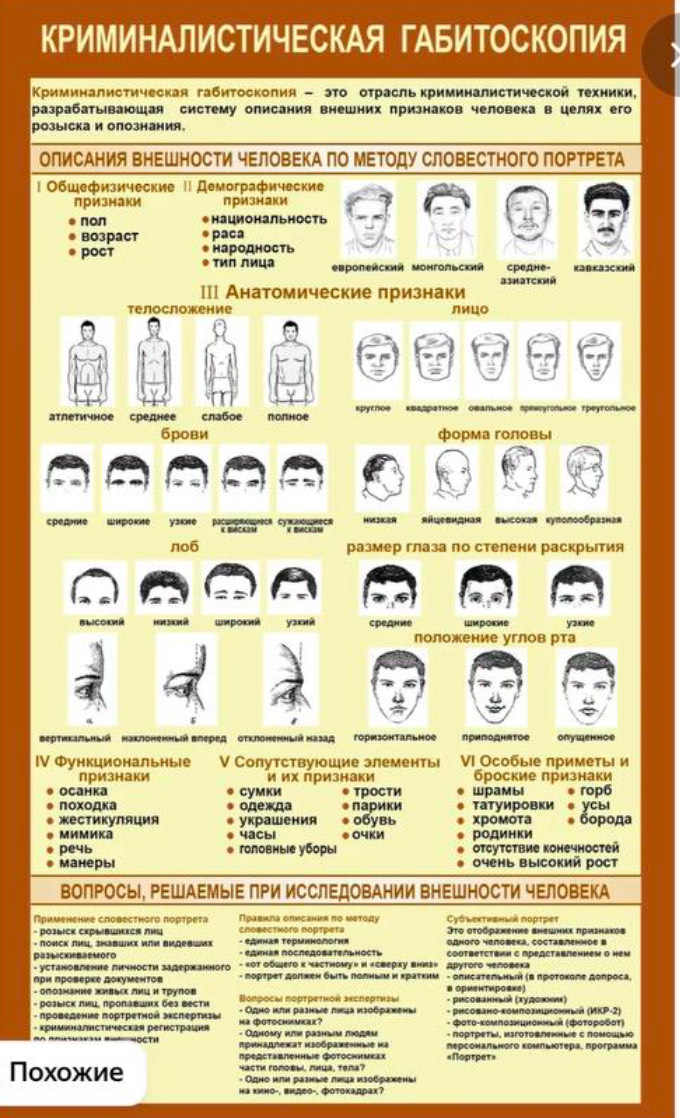 КРИМИНАЛИСТИЧЕСКАЯ ГАБИТОСКОПИЯ
Криминалистическая габитоскопия – это отрасль криминалистической техники,
разрабатывающая систему описания внешних признаков человека в целях его
розыска и опознания.
ОПИСАНИЯ ВНЕШНОСТИ ЧЕЛОВЕКА ПО МЕТОДУ СЛОВЕСТНОГО ПОРТРЕТА
I Общефизические
признаки
• пол
• возраст
• рост
II Демографические
признаки
• национальность
• раса
• народность
• тип лица
европейский монгольский средне-
азиатский
кавказский
III Анатомические признаки
телосложение
атлетичное среднее слабое полное
лицо
круглое квадратное овальное прямоугольное треугольное
брови
средние широкие узкие расширяющиеся
к вискам
сужающиеся
к вискам
форма головы
низкая яйцевидная высокая куполообразная
лоб
высокий низкий широкий узкий
размер глаза по степени раскрытия
средние широкие узкие
а б в
вертикальный наклоненный вперед отклоненный назад
положение углов рта
горизонтальное приподнятое опущенное
IV Функциональные
признаки
• осанка
• походка
• жестикуляция
• мимика
• речь
• манеры
V Сопутствующие элементы
и их признаки
• сумки
• одежда
• украшения
• часы
• головные уборы
• трости
• парики
• обувь
• очки
VI Особые приметы и
броские признаки
• шрамы
• татуировки
• хромота
• родинки
• отсутствие конечностей
• очень высокий рост
• горб
• усы
• борода
ВОПРОСЫ, РЕШАЕМЫЕ ПРИ ИССЛЕДОВАНИИ ВНЕШНОСТИ ЧЕЛОВЕКА
Применение словестного портрета
- розыск скрывшихся лиц
- поиск лиц, знавших или видевших
разыскиваемого
- установление личности задержанного
при проверке документов
- опознание живых лиц и трупов
- розыск лиц, пропавших без вести
- проведение портретной экспертизы
- криминалистическая регистрация
по признакам внешности
Правила описания по методу
словестного портрета
- единая терминология
- единая последовательность
- «от общего к частному» и «сверху вниз»
- портрет должен быть полным и кратким
Вопросы портретной экспертизы
- Одно или разные лица изображены
на фотоснимках?
- Одному или разным людям
принадлежат изображенные на
представленные фотоснимках
части головы, лица, тела?
- Одно или разные лица изображены
на кино-, видео-, фотокадрах?
Субъективный портрет
Это отображение внешних признаков
одного человека, составленное в
соответствии с представлением о нем
другого человека
- описательный (в протоколе допроса,
в ориентировке)
- рисованный (художник)
- рисовано-композиционный (ИКР-2)
- фото-композиционный (фоторобот)
- портреты, изготовленные с помощью
персонального компьютера, программа
«Портрет»
Похожие